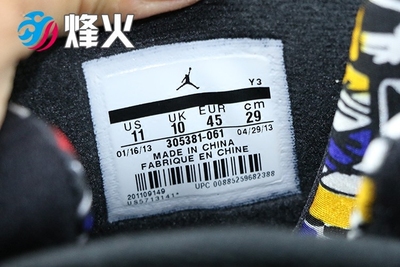 烽火
Y3
US UK EUR cm
11 10 45 29
01/16/13 305381-061 04/29/13
MADE IN CHINA
FABRIQUE EN CHINE
201109149
UPC 00885259682388